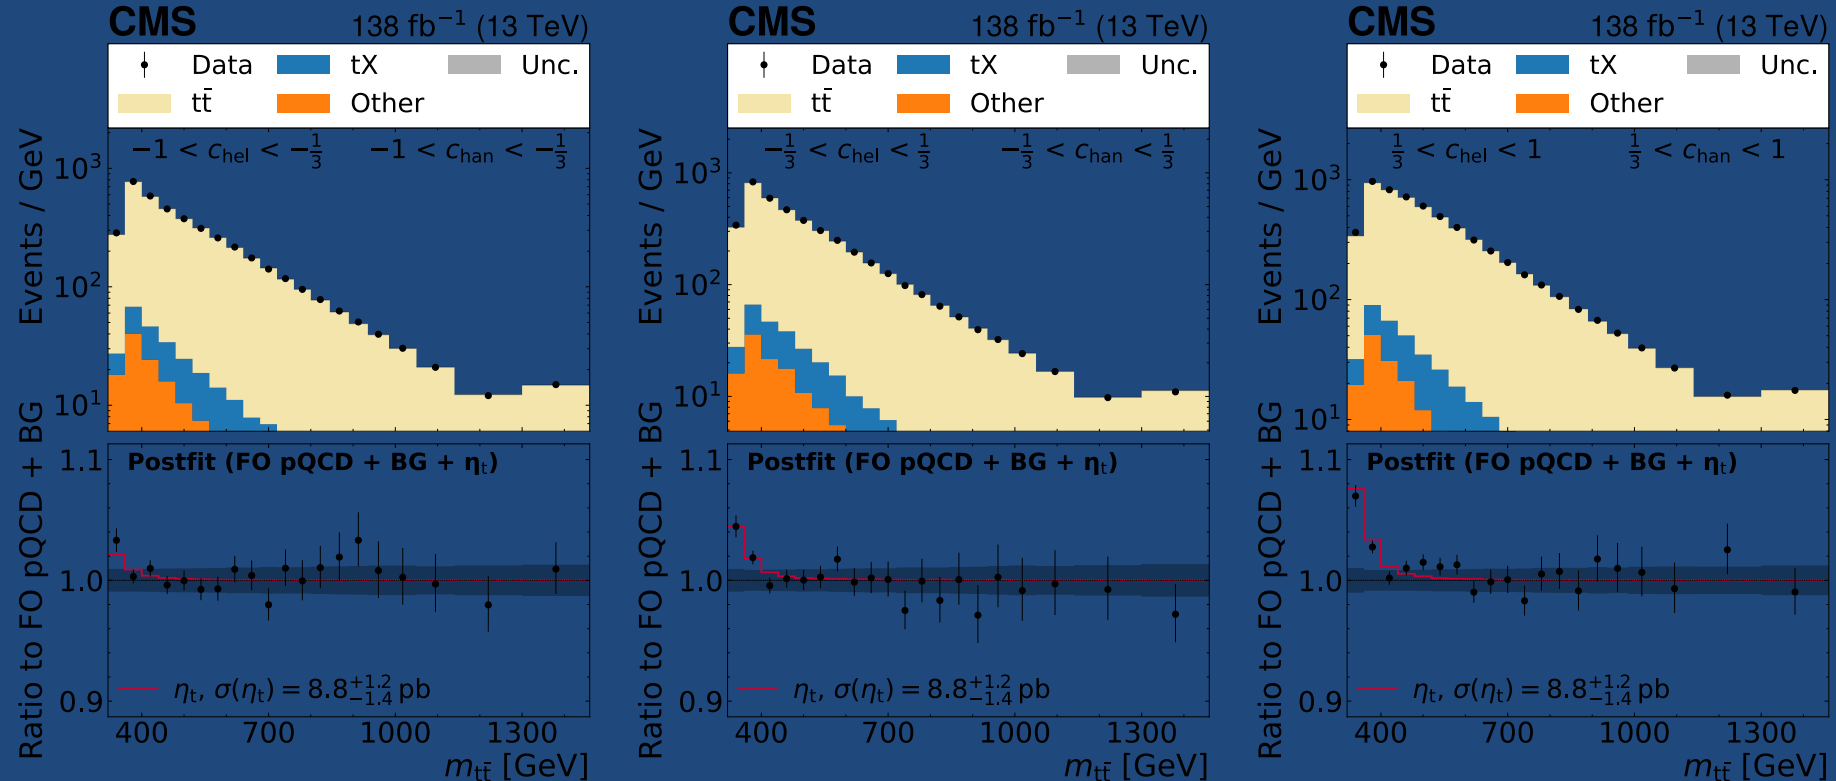 CMS 138 fb⁻¹ (13 TeV)
Data tX Unc.
tt̄ Other
−1 < c_hel < −1/3 −1 < c_han < −1/3
Events / GeV
10³
10²
10¹
Ratio to FO pQCD + BG
Postfit (FO pQCD + BG + η_t)
1.1
1.0
0.9
η_t, σ(η_t) = 8.8 +1.2 −1.4 pb
400 700 1000 1300
m_tt̄ [GeV]
CMS 138 fb⁻¹ (13 TeV)
Data tX Unc.
tt̄ Other
−1/3 < c_hel < 1/3 −1/3 < c_han < 1/3
Events / GeV
10³
10²
10¹
Ratio to FO pQCD + BG
Postfit (FO pQCD + BG + η_t)
1.1
1.0
0.9
η_t, σ(η_t) = 8.8 +1.2 −1.4 pb
400 700 1000 1300
m_tt̄ [GeV]
CMS 138 fb⁻¹ (13 TeV)
Data tX Unc.
tt̄ Other
1/3 < c_hel < 1 1/3 < c_han < 1
Events / GeV
10³
10²
10¹
Ratio to FO pQCD + BG
Postfit (FO pQCD + BG + η_t)
1.1
1.0
0.9
η_t, σ(η_t) = 8.8 +1.2 −1.4 pb
400 700 1000 1300
m_tt̄ [GeV]